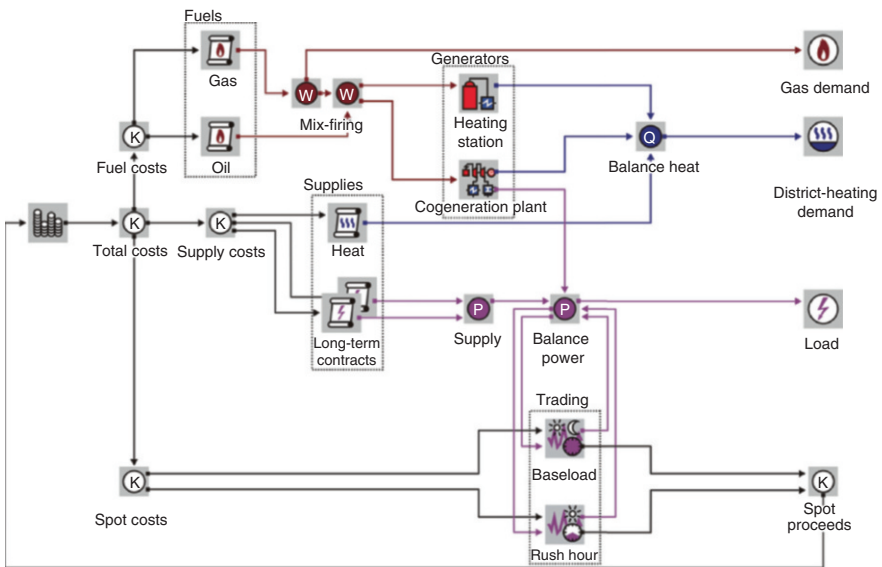 Fuels
Gas
Oil
Generators
W
W
Mix-firing
Heating
station
Gas demand
K
Fuel costs
Q
Balance heat
Cogeneration plant
District-heating
demand
Supplies
K
Total costs
K
Supply costs
Heat
Long-term
contracts
P
Supply
P
Balance
power
Load
Trading
Baseload
K
Spot costs
Rush hour
K
Spot
proceeds